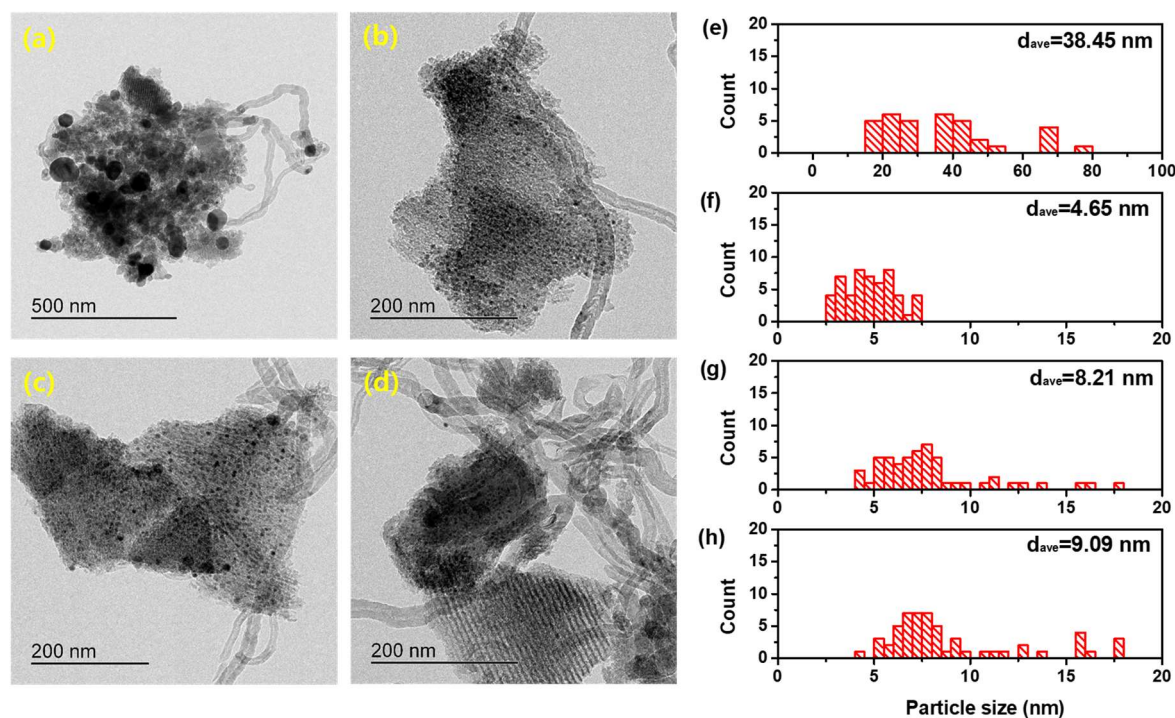 (a)
500 nm
(b)
200 nm
(c)
200 nm
(d)
200 nm
(e)
dave=38.45 nm
Count
20
15
10
5
0
0 20 40 60 80 100
(f)
dave=4.65 nm
Count
20
15
10
5
0
0 5 10 15 20
(g)
dave=8.21 nm
Count
20
15
10
5
0
0 5 10 15 20
(h)
dave=9.09 nm
Count
20
15
10
5
0
0 5 10 15 20
Particle size (nm)